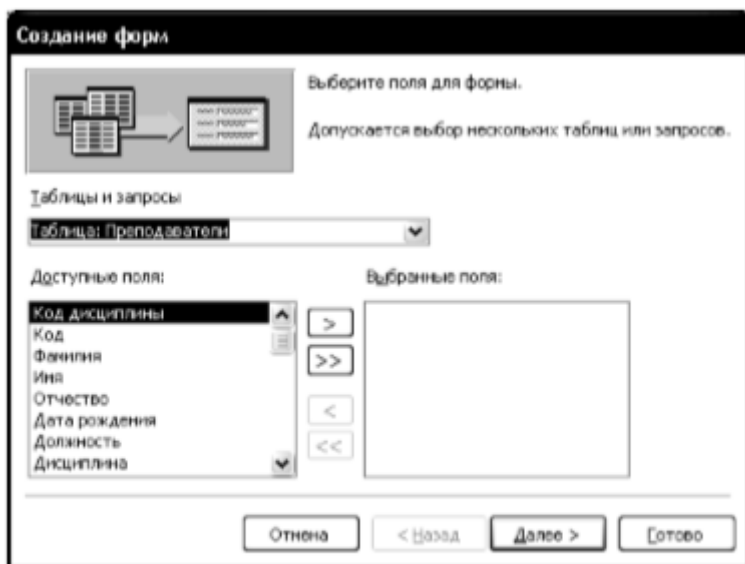 Создание форм
Выберите поля для формы.
Допускается выбор нескольких таблиц или запросов.
Таблицы и запросы
Таблица: Преподаватели
Доступные поля:
Выбранные поля:
Код дисциплины
Код
Фамилия
Имя
Отчество
Дата рождения
Должность
Дисциплина
>
>>
<
<<
Отмена
< Назад
Далее >
Готово